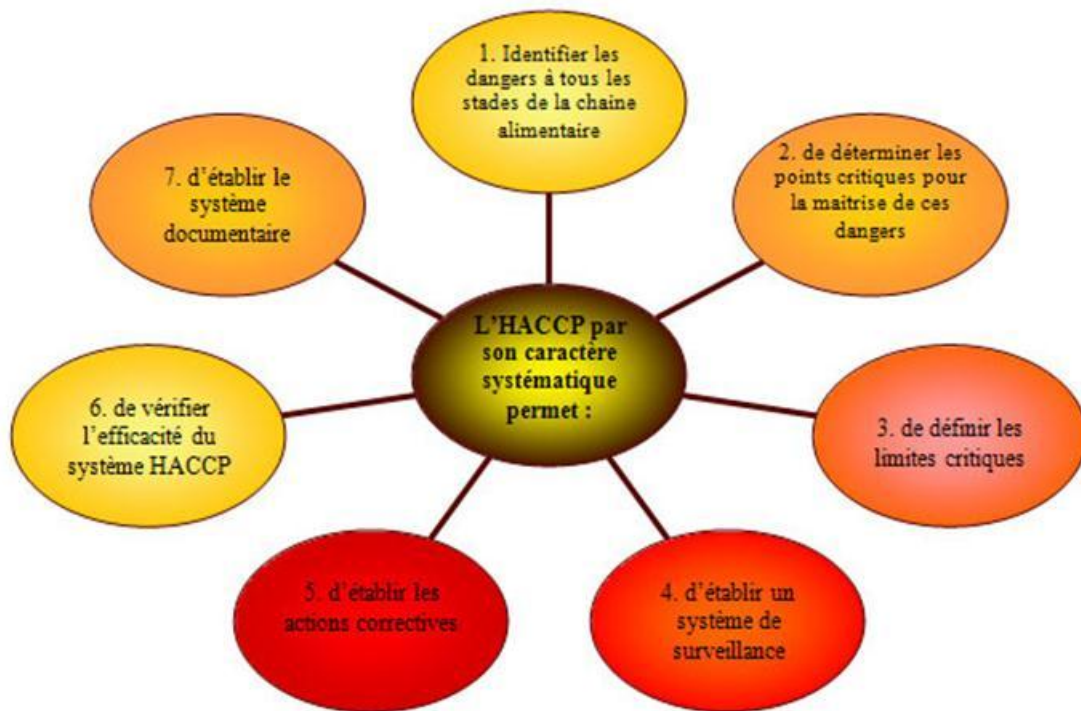 1. Identifier les
dangers à tous les
stades de la chaine
alimentaire
2. de déterminer les
points critiques pour
la maitrise de ces
dangers
3. de définir les
limites critiques
4. d’établir un
système de
surveillance
5. d’établir les
actions correctives
6. de vérifier
l’efficacité du
système HACCP
7. d’établir le
système
documentaire
L’HACCP par
son caractère
systématique
permet :